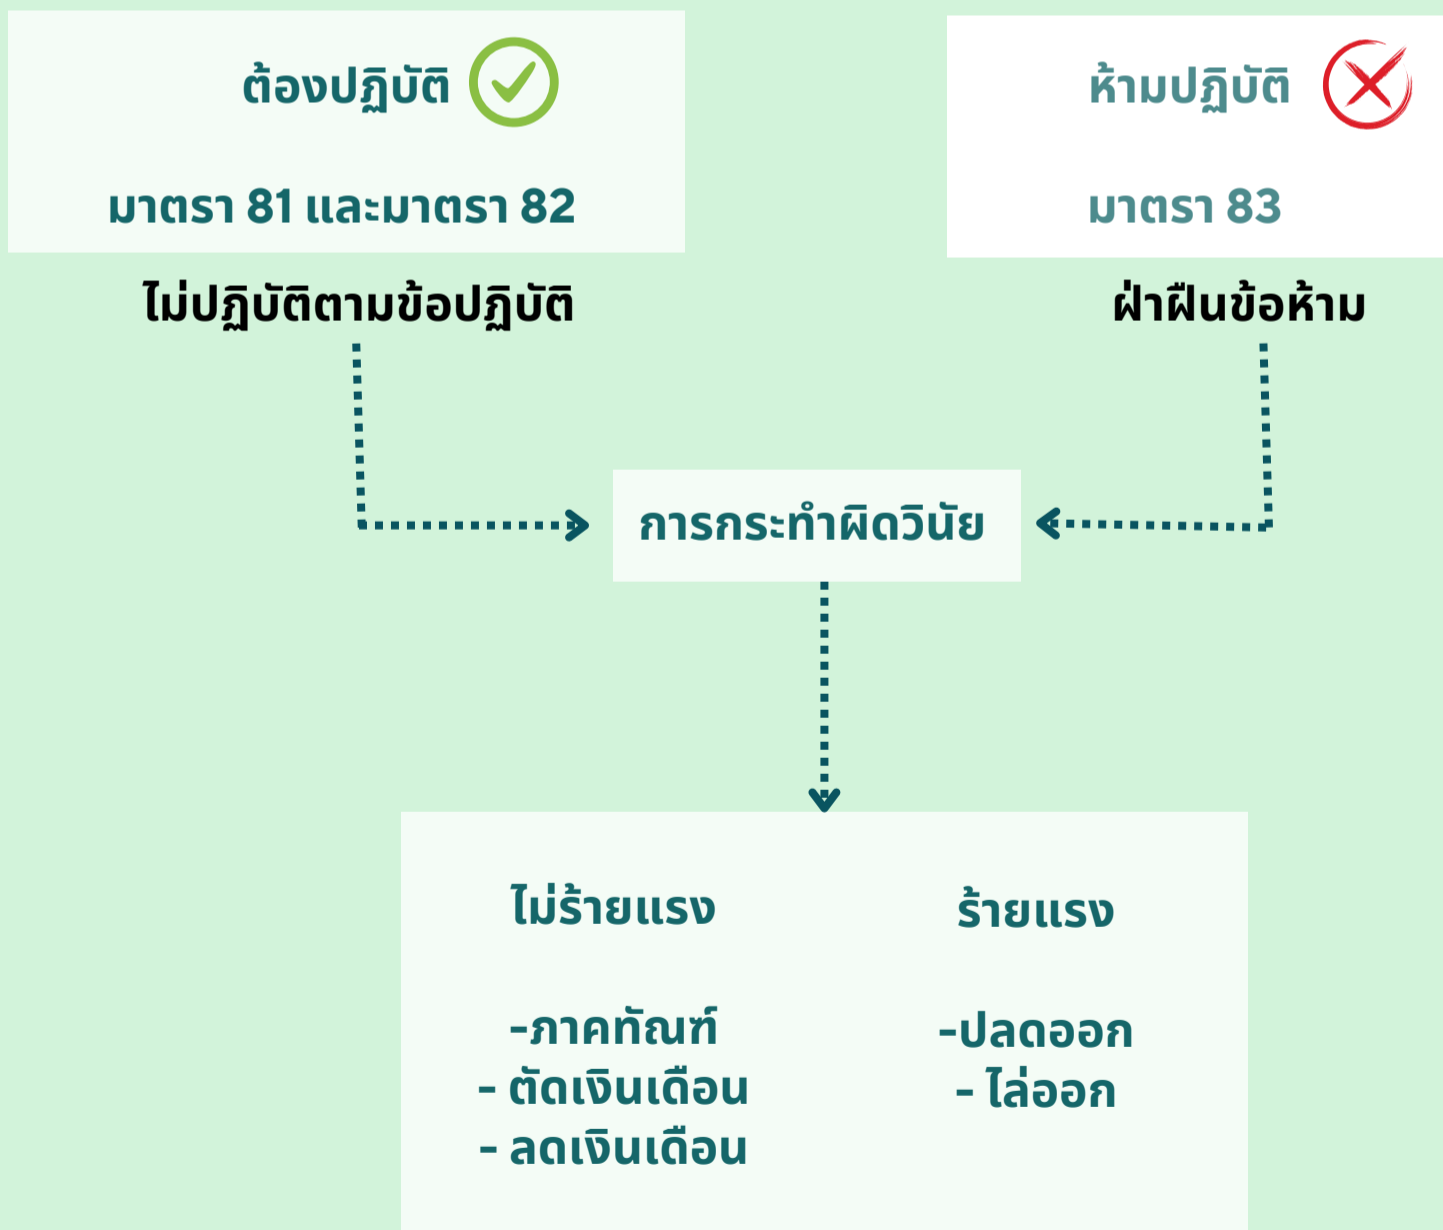 ต้องปฏิบัติ
มาตรา 81 และมาตรา 82
ไม่ปฏิบัติตามข้อปฏิบัติ
ห้ามปฏิบัติ
มาตรา 83
ฝ่าฝืนข้อห้าม
การกระทำผิดวินัย
ไม่ร้ายแรง
-ภาคทัณฑ์
- ตัดเงินเดือน
- ลดเงินเดือน
ร้ายแรง
-ปลดออก
- ไล่ออก